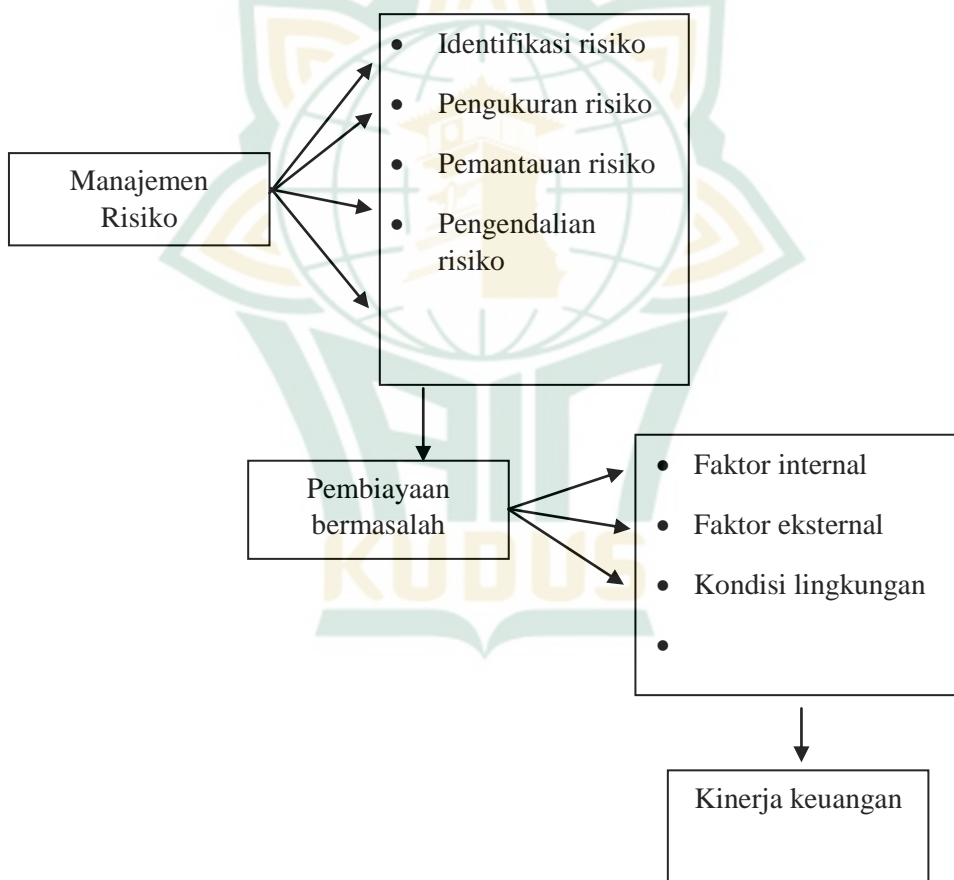 • Identifikasi risiko
• Pengukuran risiko
• Pemantauan risiko
• Pengendalian
risiko
Manajemen
Risiko
Pembiayaan
bermasalah
• Faktor internal
• Faktor eksternal
• Kondisi lingkungan
•
Kinerja keuangan
KUDUS